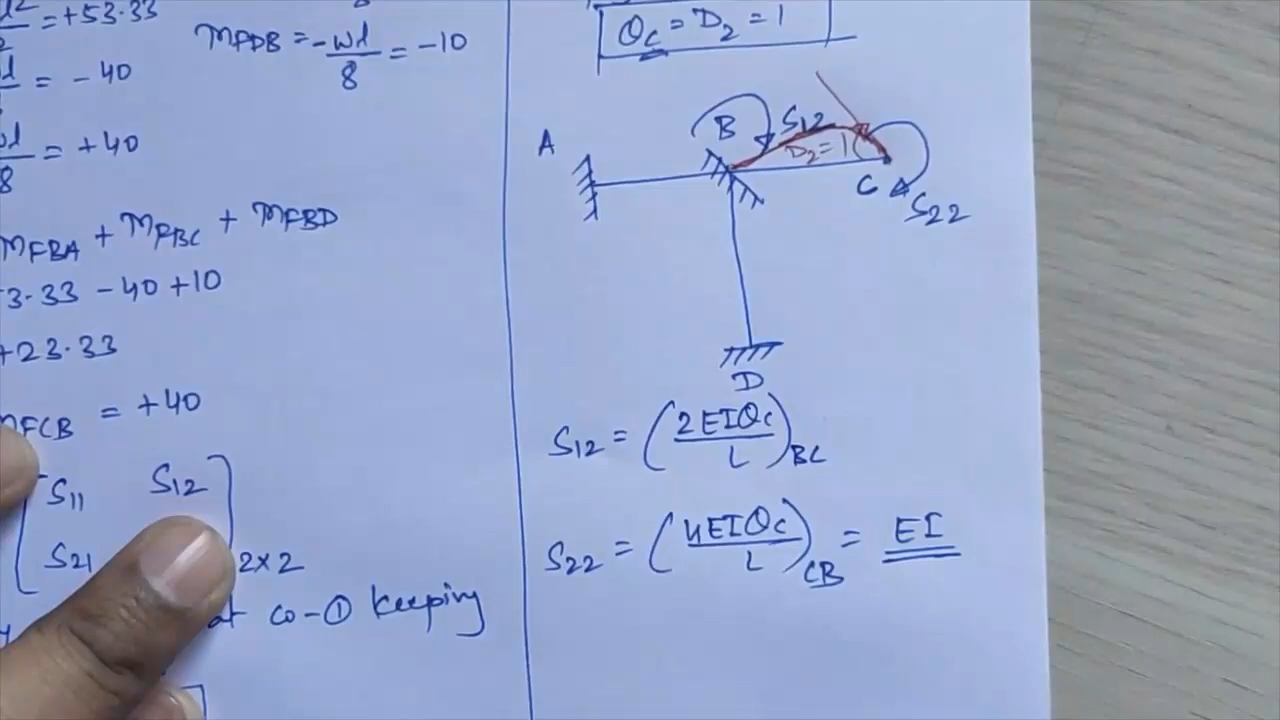 = +53.33
MFDB = -wl/8 = -10
= -40
8 = +40
MFBA + MFBC + MFBD
3.33 - 40 + 10
+23.33
MFCB = +40
[S11 S12
S21 ]2×2
at co-① keeping
θc = D2 = 1
A
B
S12
D2 = 1
C
S22
D
S12 = (2EIθc/L)BC
S22 = (4EIθc/L)CB = EI